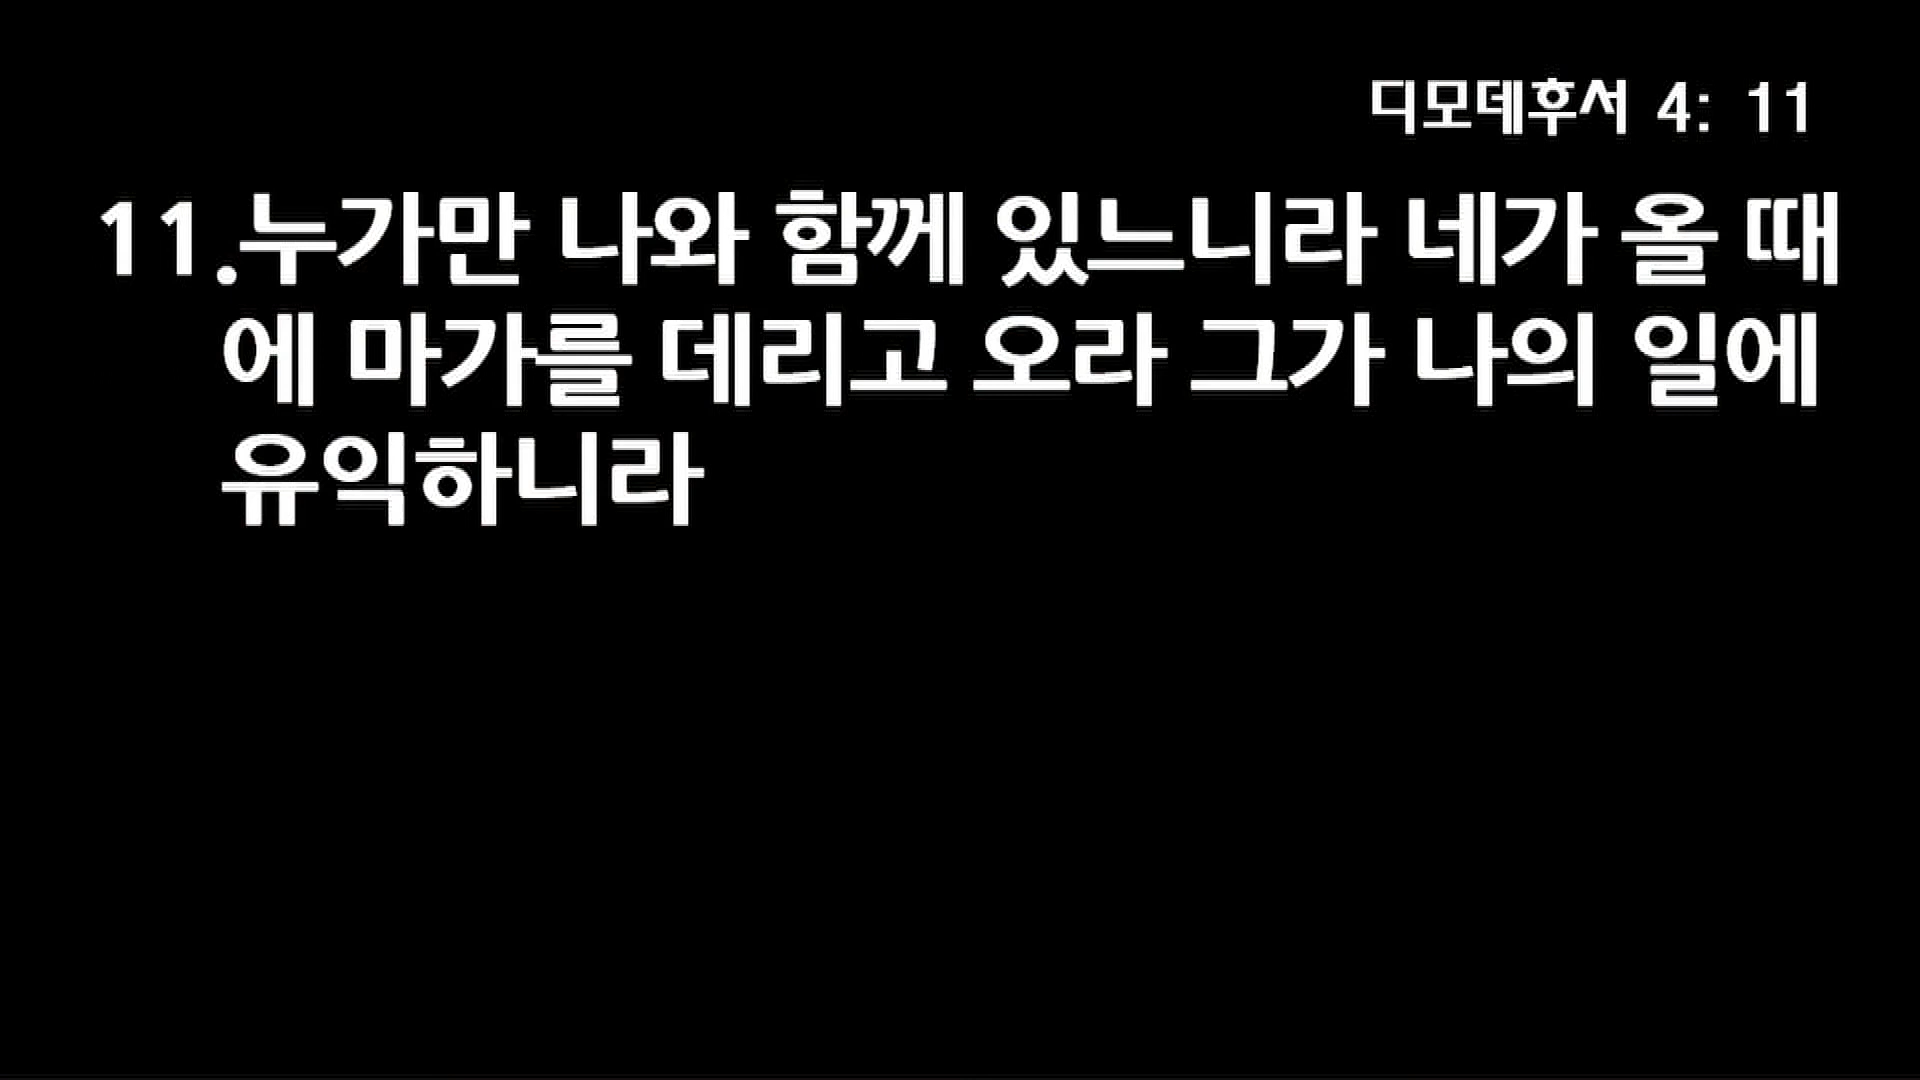 디모데후서 4: 11
11.누가만 나와 함께 있느니라 네가 올 때
에 마가를 데리고 오라 그가 나의 일에
유익하니라